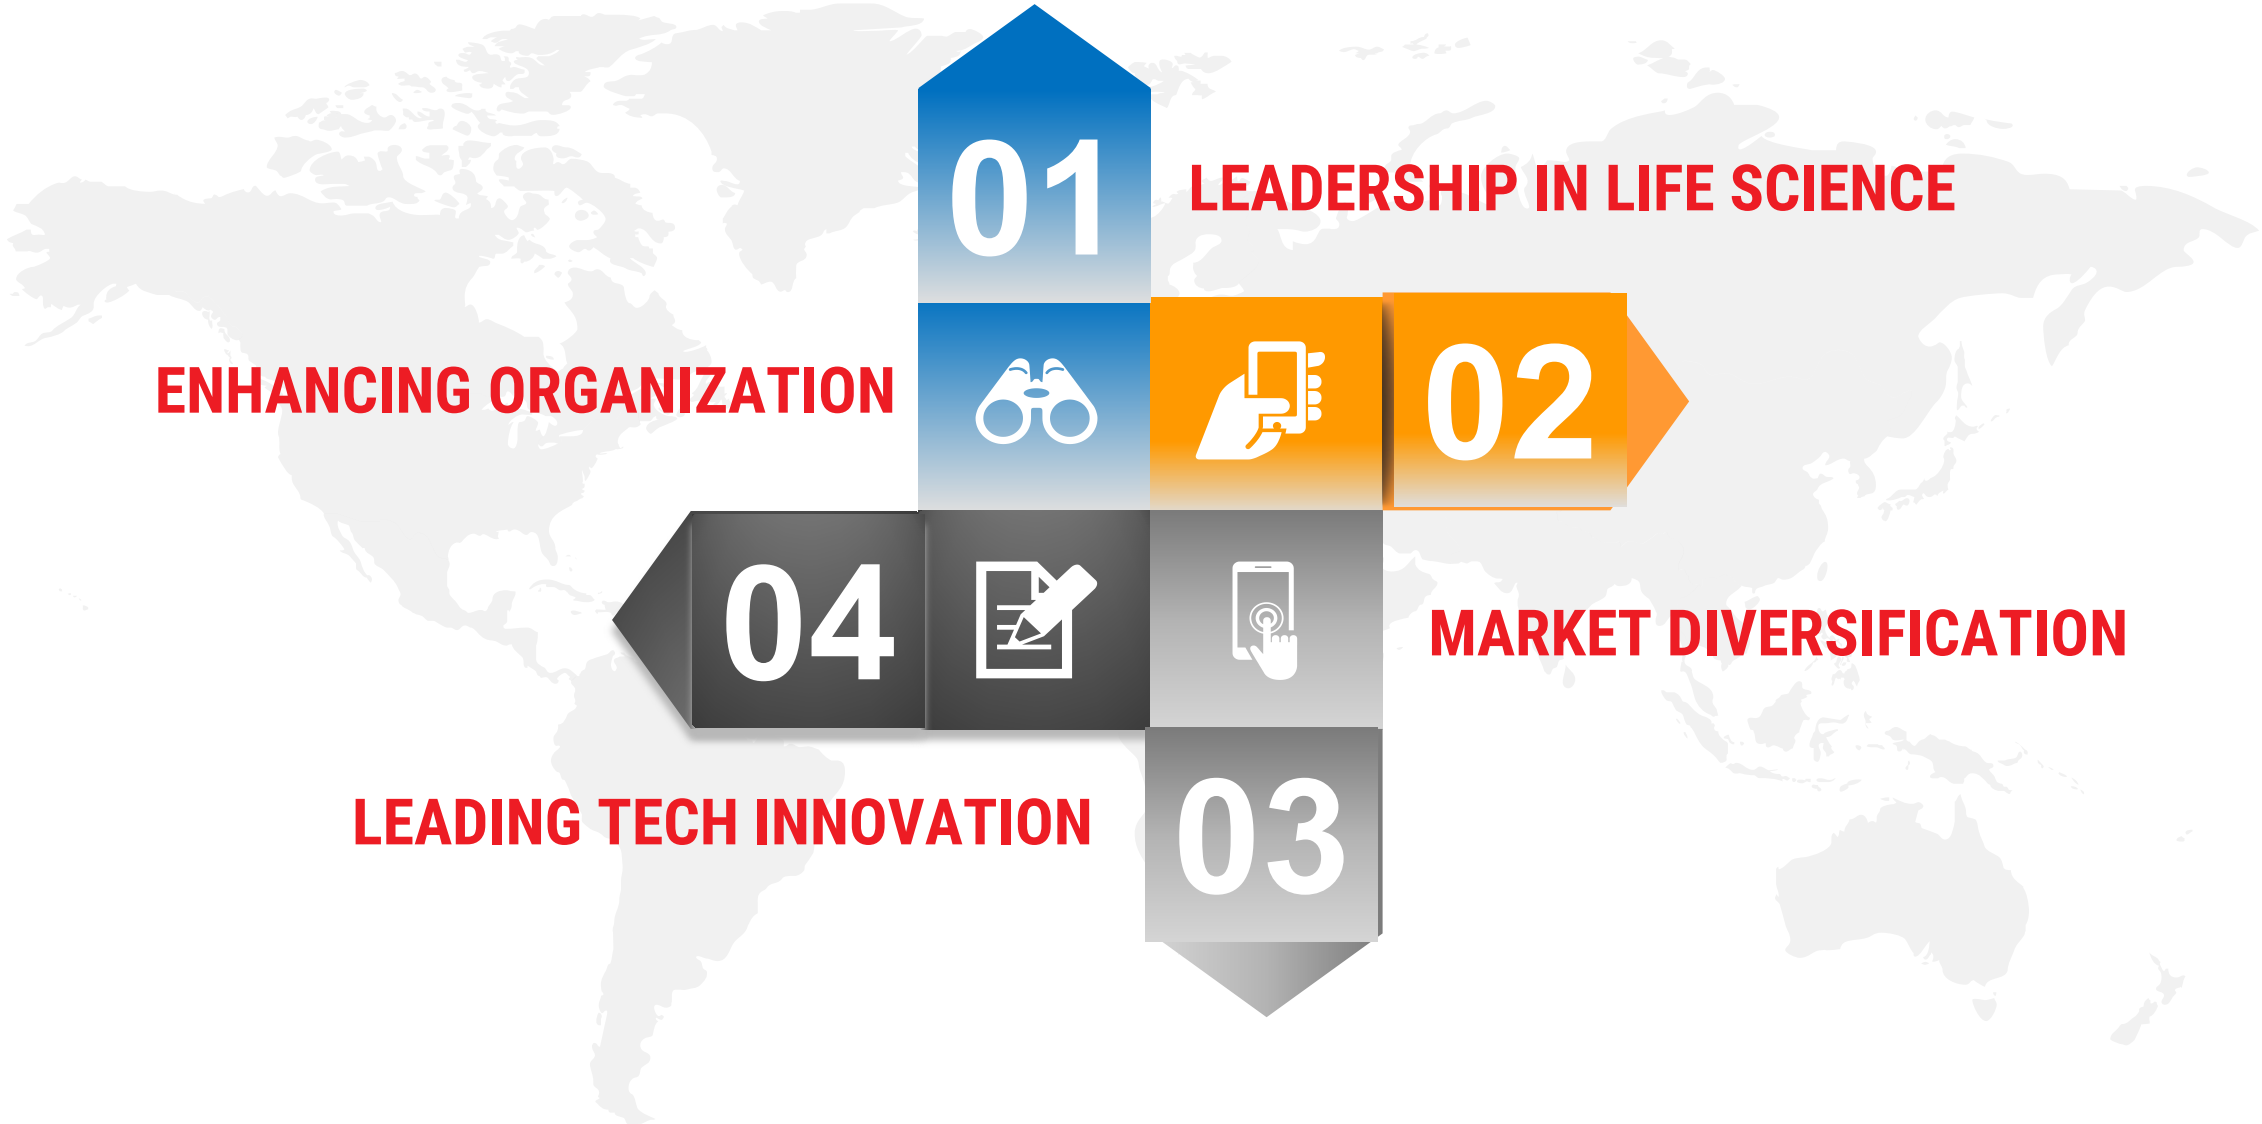 01
LEADERSHIP IN LIFE SCIENCE
ENHANCING ORGANIZATION
02
04
MARKET DIVERSIFICATION
LEADING TECH INNOVATION
03